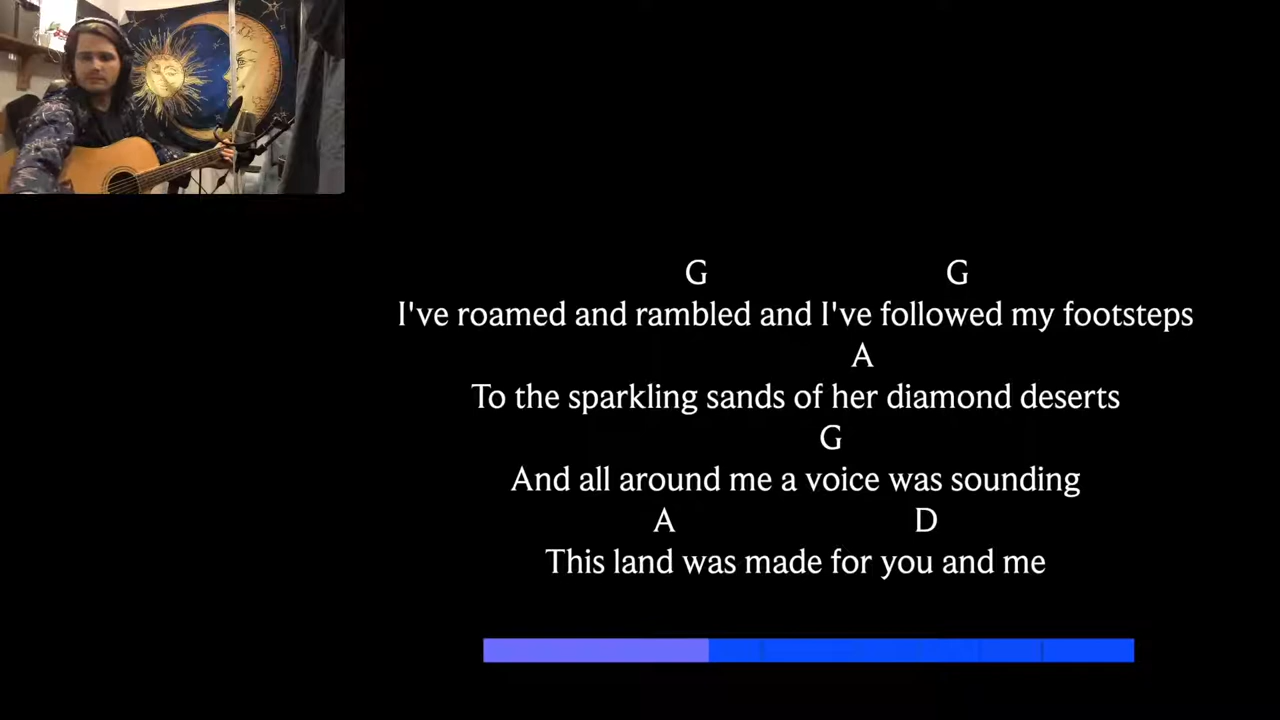 G G
I've roamed and rambled and I've followed my footsteps
A
To the sparkling sands of her diamond deserts
G
And all around me a voice was sounding
A D
This land was made for you and me